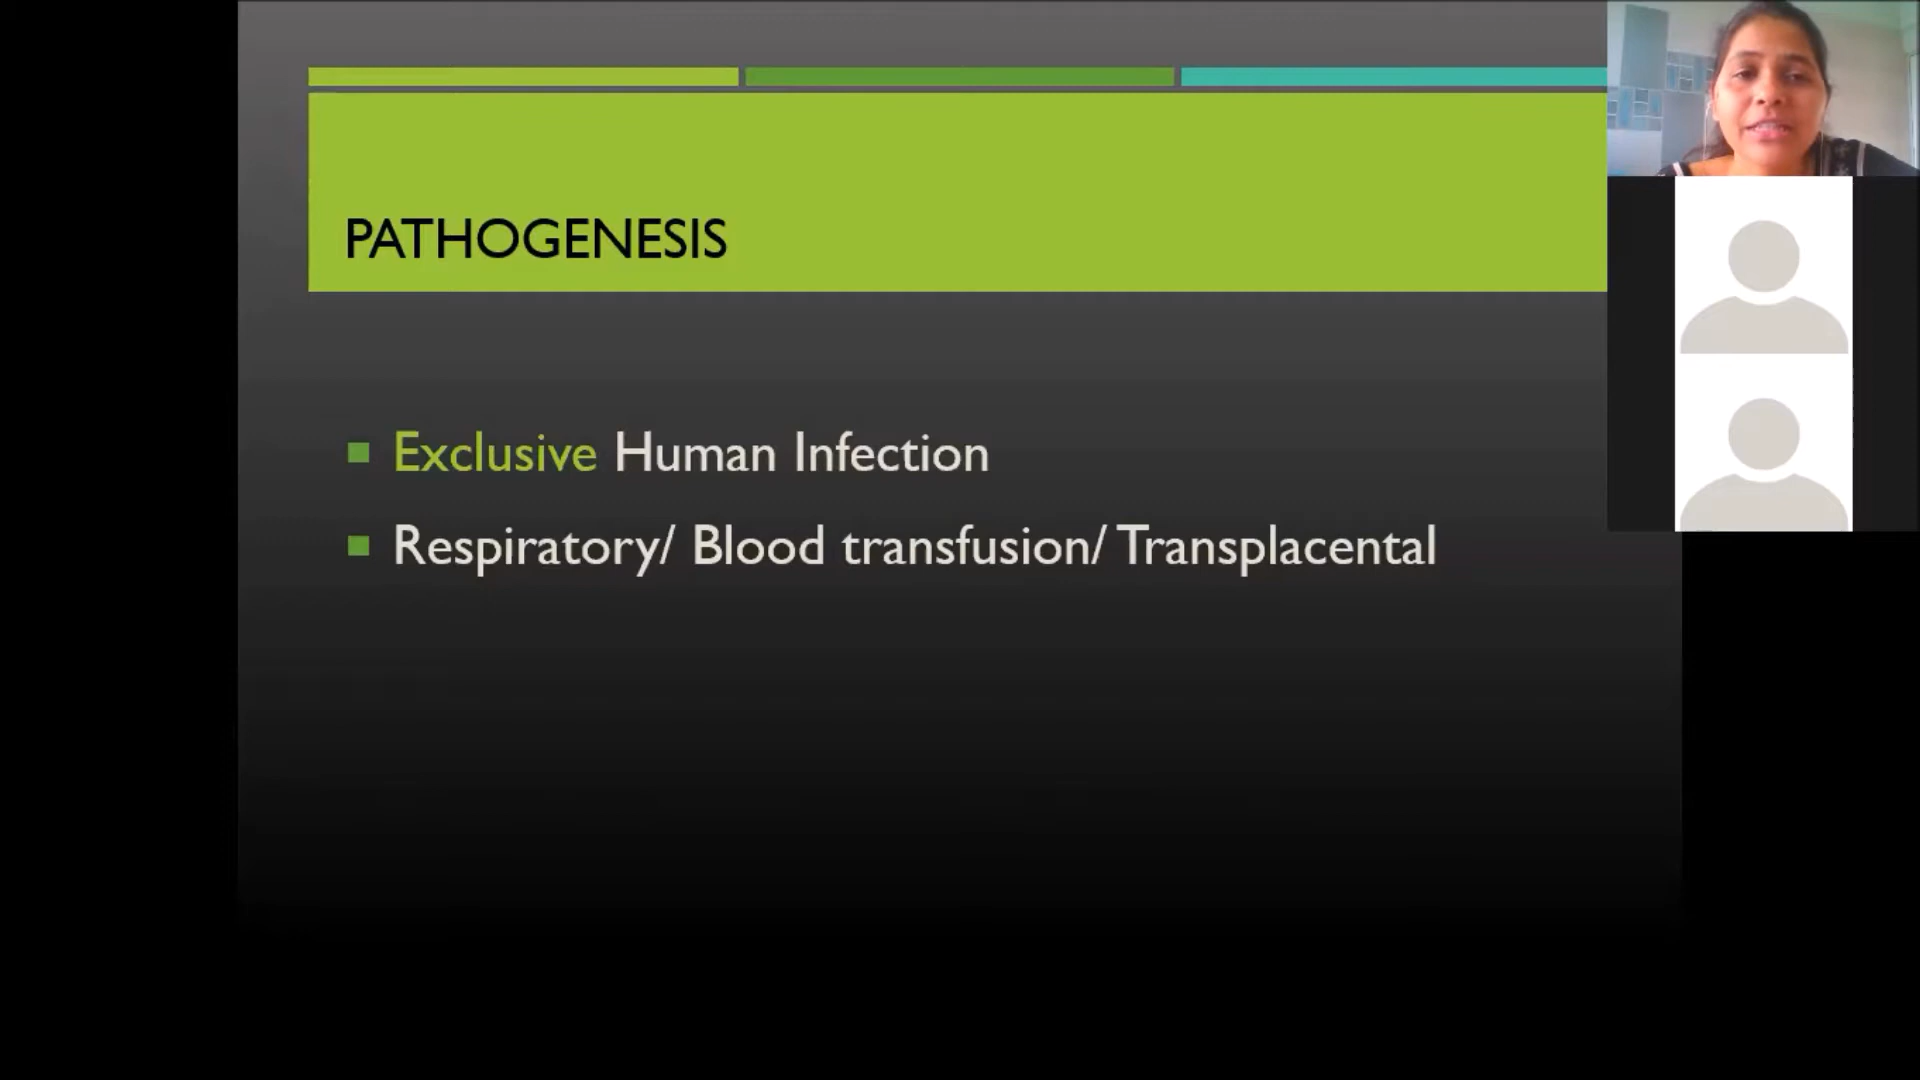 PATHOGENESIS
Exclusive Human Infection
Respiratory/ Blood transfusion/ Transplacental